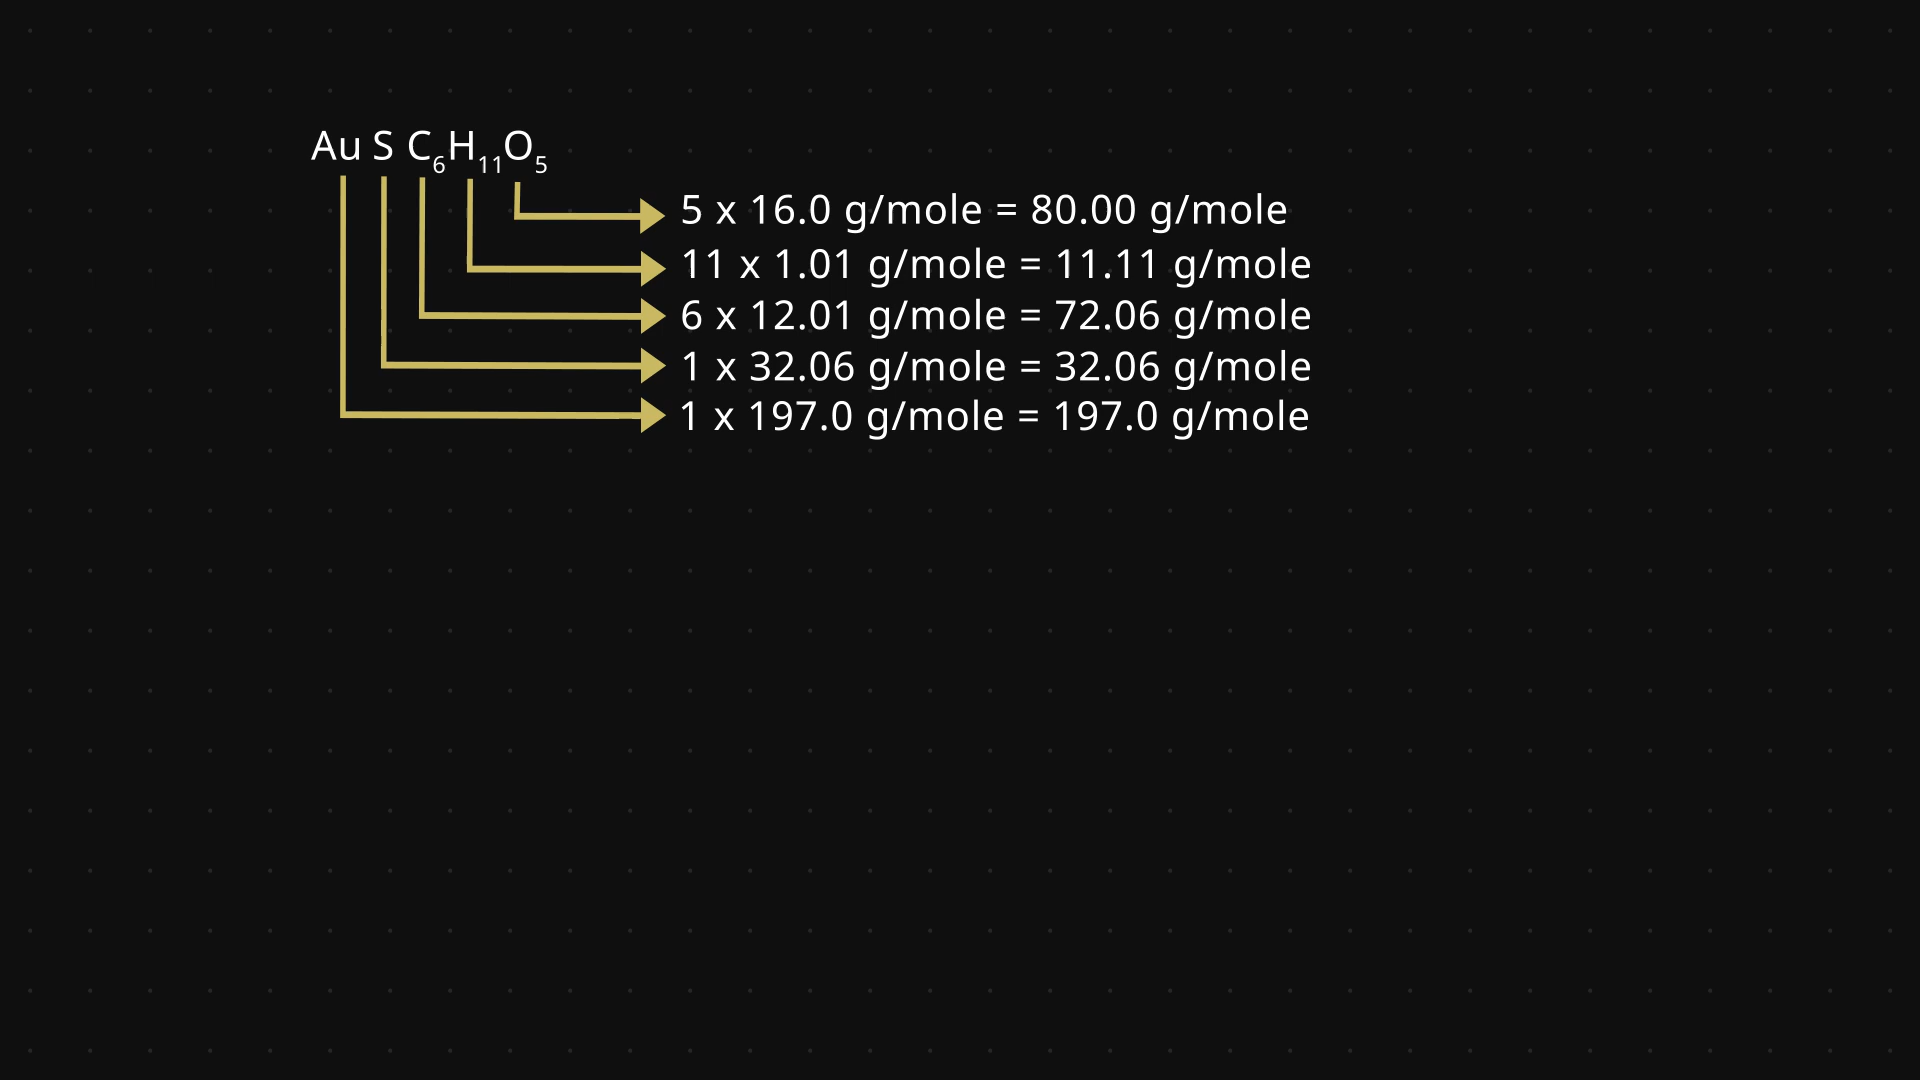 Au S C₆H₁₁O₅
5 x 16.0 g/mole = 80.00 g/mole
11 x 1.01 g/mole = 11.11 g/mole
6 x 12.01 g/mole = 72.06 g/mole
1 x 32.06 g/mole = 32.06 g/mole
1 x 197.0 g/mole = 197.0 g/mole